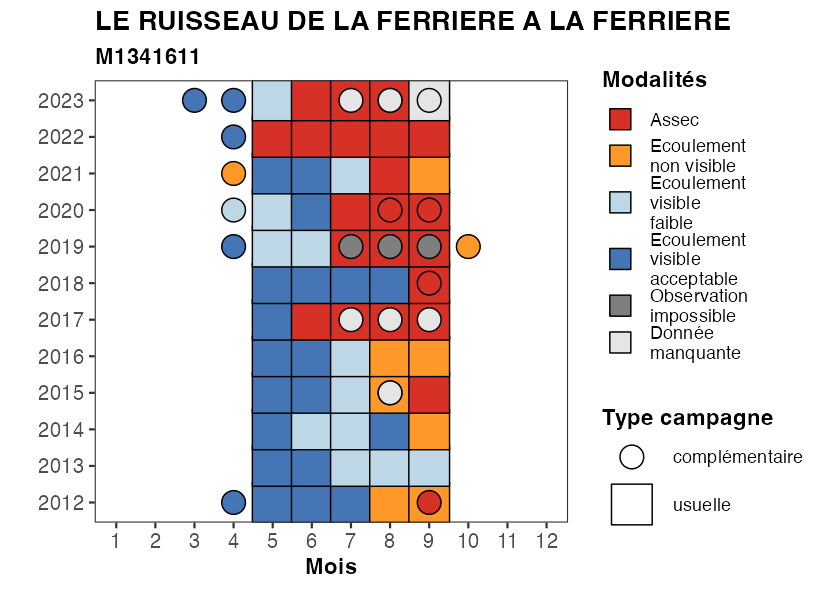 LE RUISSEAU DE LA FERRIERE A LA FERRIERE
M1341611
2023
2022
2021
2020
2019
2018
2017
2016
2015
2014
2013
2012
1 2 3 4 5 6 7 8 9 10 11 12
Mois
Modalités
Assec
Ecoulement
non visible
Ecoulement
visible
faible
Ecoulement
visible
acceptable
Observation
impossible
Donnée
manquante
Type campagne
complémentaire
usuelle